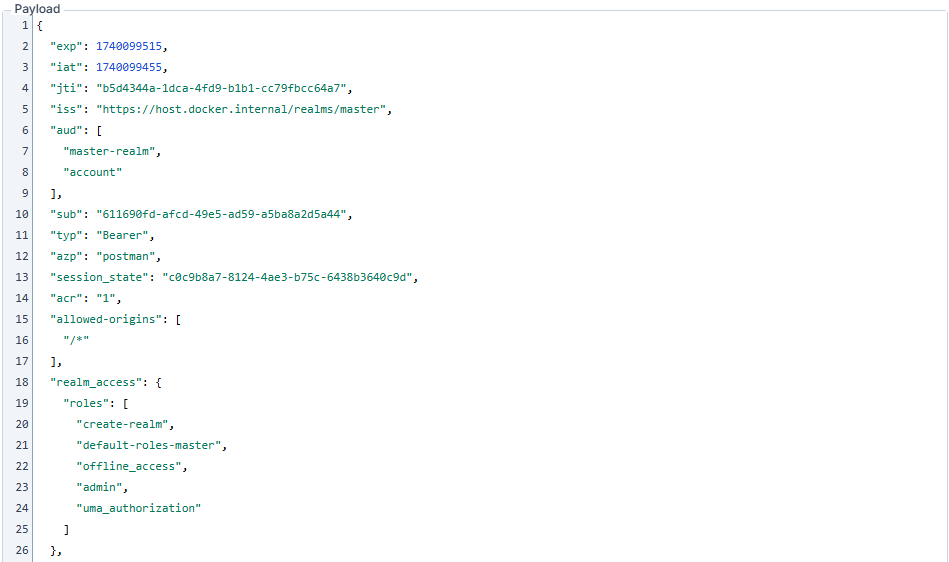 Payload
1 {
2 "exp": 1740099515,
3 "iat": 1740099455,
4 "jti": "b5d4344a-1dca-4fd9-b1b1-cc79fbcc64a7",
5 "iss": "https://host.docker.internal/realms/master",
6 "aud": [
7 "master-realm",
8 "account"
9 ],
10 "sub": "611690fd-afcd-49e5-ad59-a5ba8a2d5a44",
11 "typ": "Bearer",
12 "azp": "postman",
13 "session_state": "c0c9b8a7-8124-4ae3-b75c-6438b3640c9d",
14 "acr": "1",
15 "allowed-origins": [
16 "/*"
17 ],
18 "realm_access": {
19 "roles": [
20 "create-realm",
21 "default-roles-master",
22 "offline_access",
23 "admin",
24 "uma_authorization"
25 ]
26 },